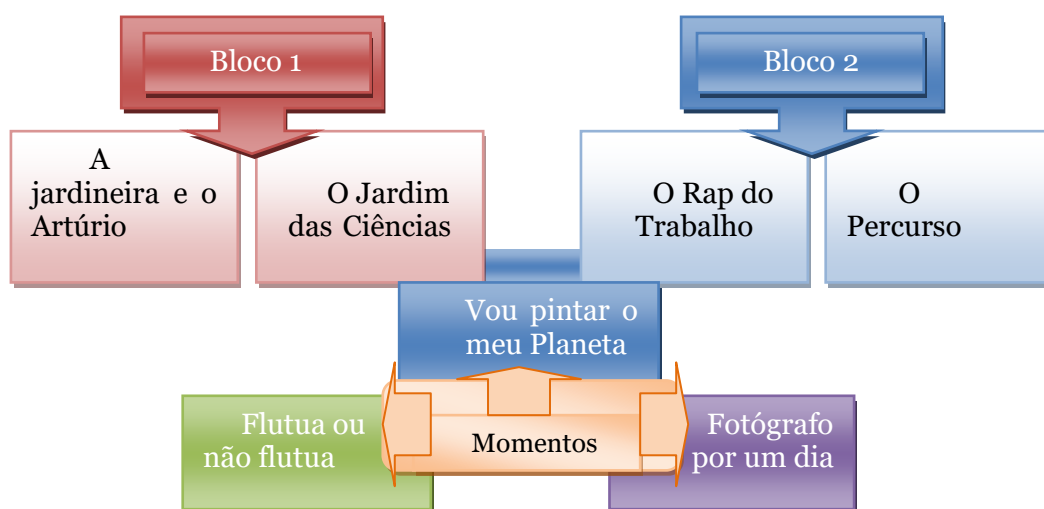 Bloco 1
Bloco 2
A
jardineira e o
Artúrio
O Jardim
das Ciências
O Rap do
Trabalho
O
Percurso
Vou pintar o
meu Planeta
Flutua ou
não flutua
Momentos
Fotógrafo
por um dia